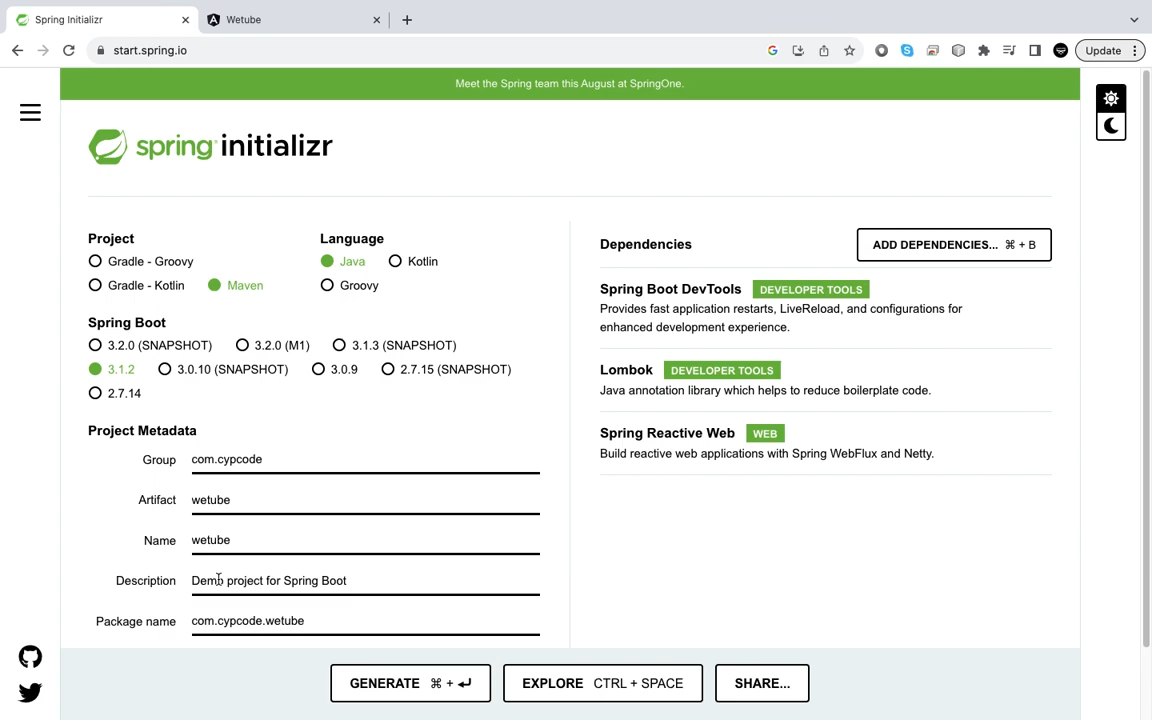 Spring Initializr
Wetube
start.spring.io
Update
Meet the Spring team this August at SpringOne.
spring initializr
Project
Gradle - Groovy
Gradle - Kotlin
Maven
Language
Java
Kotlin
Groovy
Spring Boot
3.2.0 (SNAPSHOT) 3.2.0 (M1) 3.1.3 (SNAPSHOT)
3.1.2 3.0.10 (SNAPSHOT) 3.0.9 2.7.15 (SNAPSHOT)
2.7.14
Project Metadata
Group com.cypcode
Artifact wetube
Name wetube
Description Demo project for Spring Boot
Package name com.cypcode.wetube
Dependencies
ADD DEPENDENCIES... ⌘ + B
Spring Boot DevTools DEVELOPER TOOLS
Provides fast application restarts, LiveReload, and configurations for
enhanced development experience.
Lombok DEVELOPER TOOLS
Java annotation library which helps to reduce boilerplate code.
Spring Reactive Web WEB
Build reactive web applications with Spring WebFlux and Netty.
GENERATE ⌘ + ↵
EXPLORE CTRL + SPACE
SHARE...